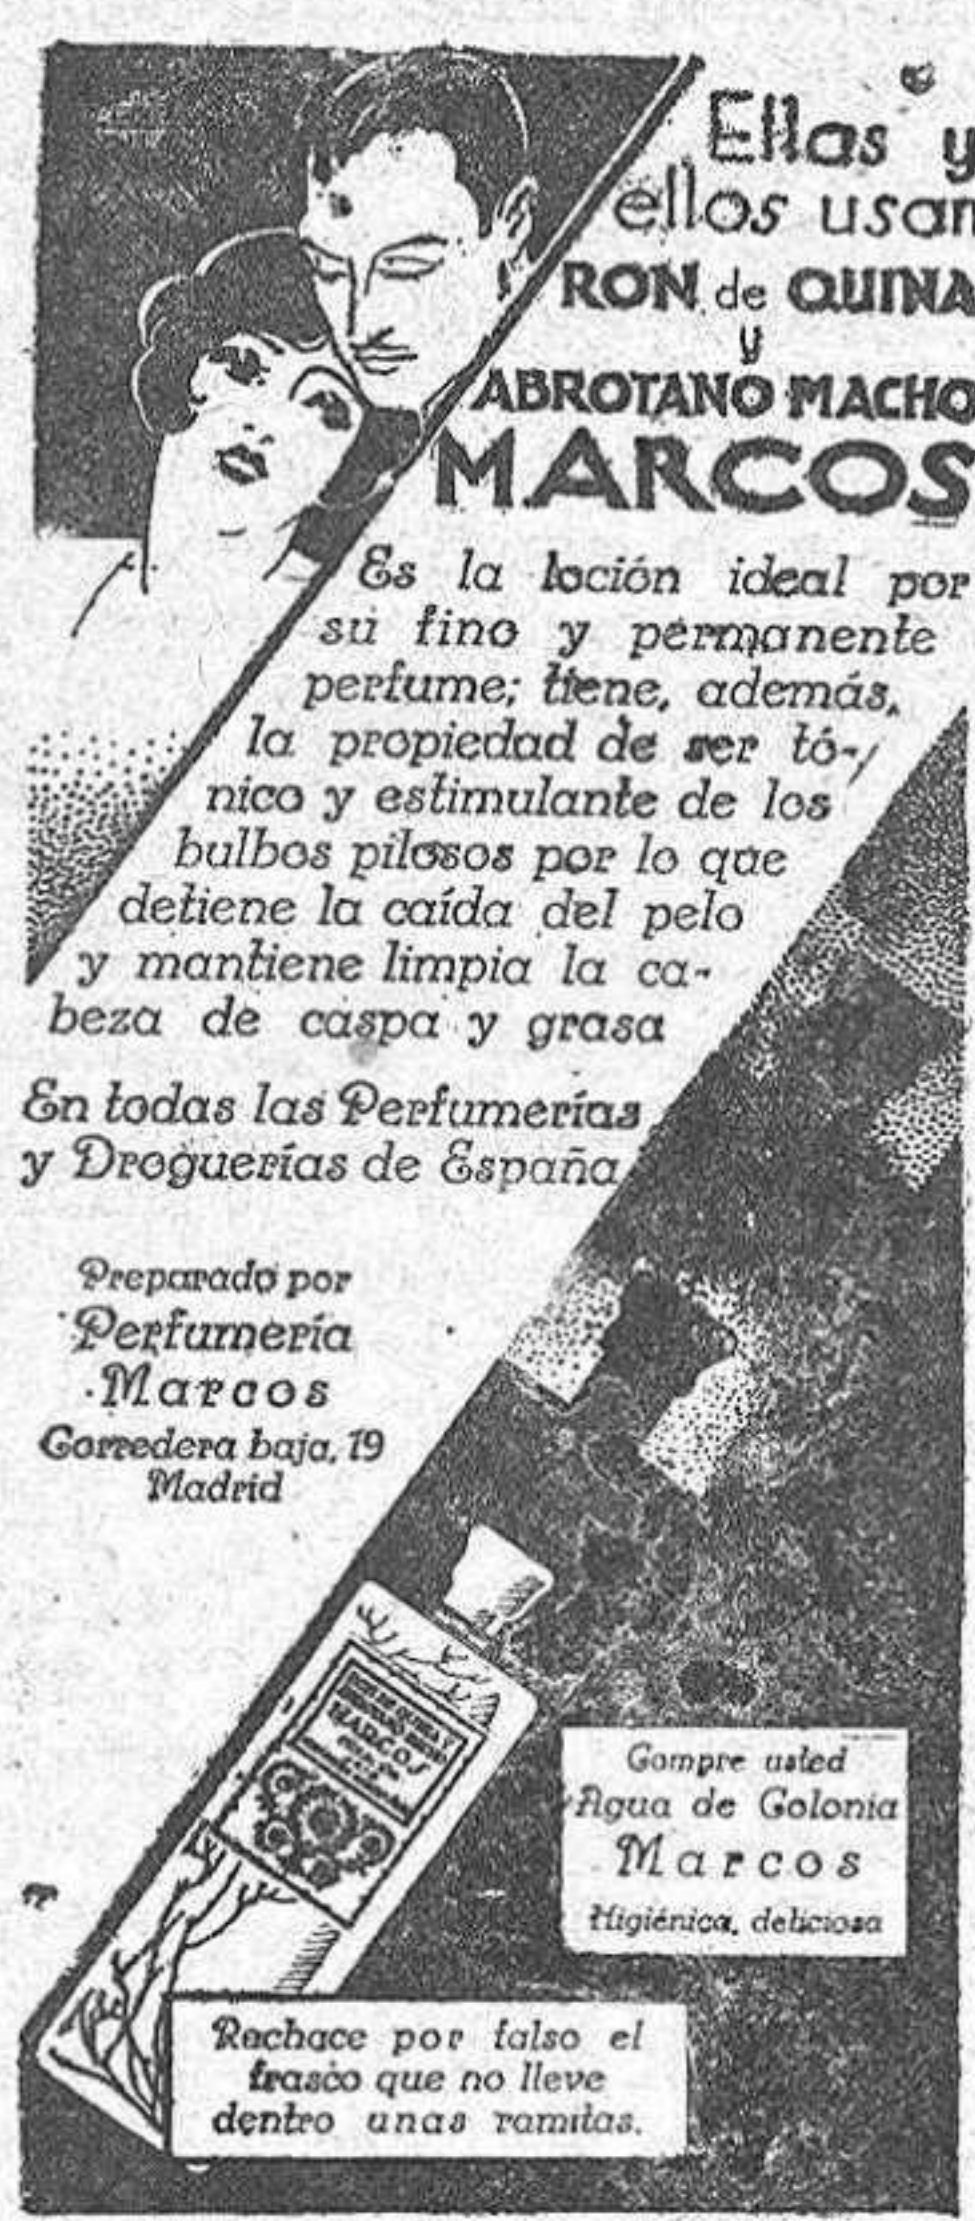 Ellas y
ellos usan
RON de QUINA
y
ABROTANO MACHO
MARCOS
Es la loción ideal por
su fino y permanente
perfume; tiene, además,
la propiedad de ser tó-
nico y estimulante de los
bulbos pilosos por lo que
detiene la caída del pelo
y mantiene limpia la ca-
beza de caspa y grasa
En todas las Perfumerías
y Droguerías de España
Preparado por
Perfumería
Marcos
Corredera baja, 19
Madrid
MARCOS
Compre usted
Agua de Colonia
Marcos
Higiénica, deliciosa
Rechace por falso el
frasco que no lleve
dentro unas ramitas.